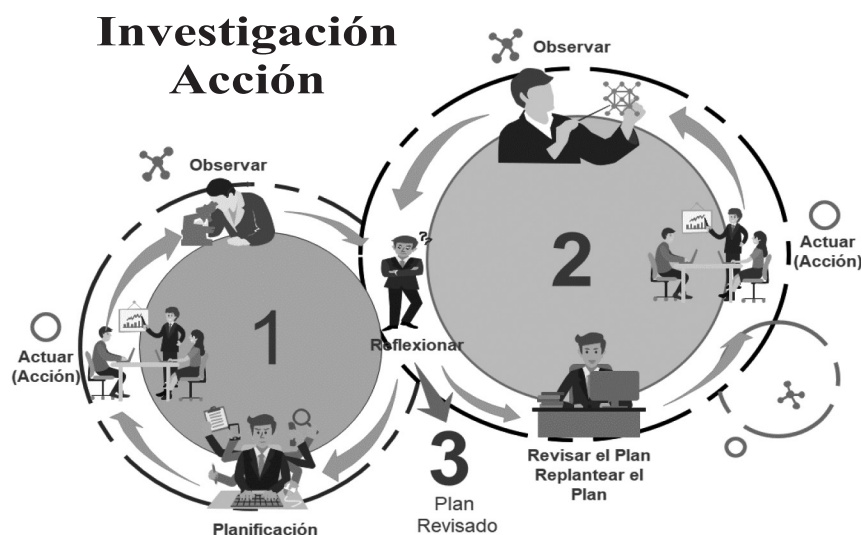 Investigación
Acción
Observar
Observar
1
2
??
Actuar
(Acción)
Actuar
(Acción)
Reflexionar
3
Plan
Revisado
Revisar el Plan
Replantear el
Plan
Planificación